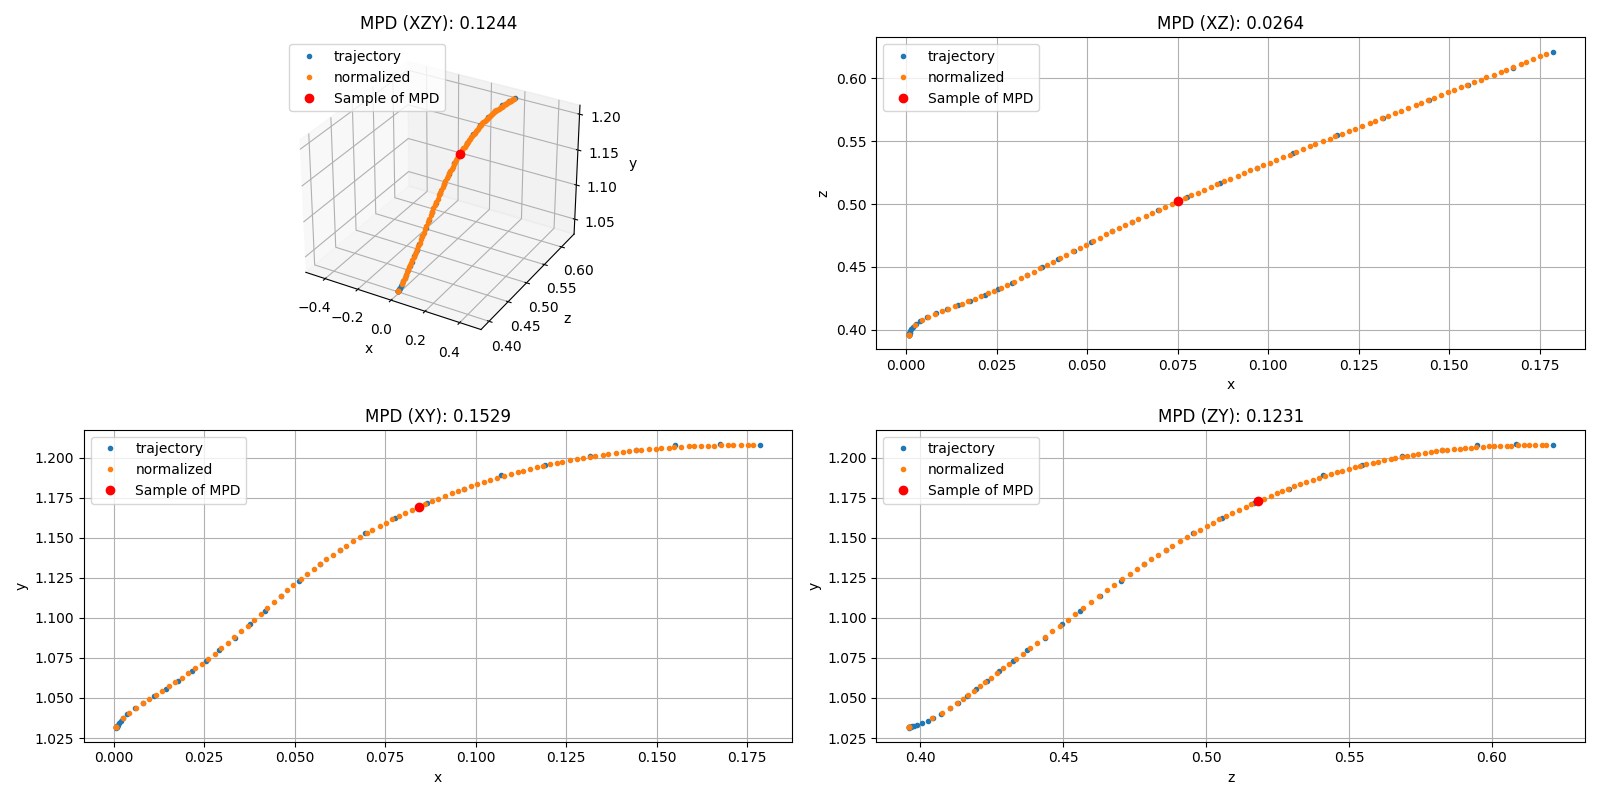 MPD (XZY): 0.1244
trajectory
normalized
Sample of MPD
1.20
1.15
1.10
1.05
y
0.60
0.55
0.50
0.45
0.40
z
−0.4
−0.2
0.0
0.2
0.4
x
MPD (XZ): 0.0264
trajectory
normalized
Sample of MPD
0.60
0.55
0.50
0.45
0.40
z
0.000 0.025 0.050 0.075 0.100 0.125 0.150 0.175
x
MPD (XY): 0.1529
trajectory
normalized
Sample of MPD
1.200
1.175
1.150
1.125
1.100
1.075
1.050
1.025
y
0.000 0.025 0.050 0.075 0.100 0.125 0.150 0.175
x
MPD (ZY): 0.1231
trajectory
normalized
Sample of MPD
1.200
1.175
1.150
1.125
1.100
1.075
1.050
1.025
y
0.40 0.45 0.50 0.55 0.60
z